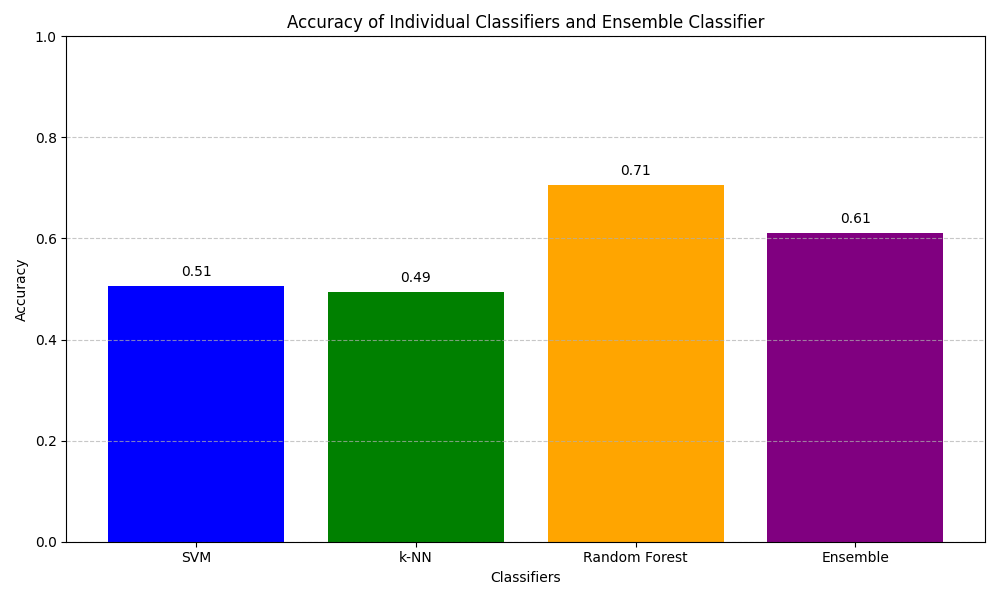 Accuracy of Individual Classifiers and Ensemble Classifier
1.0
0.8
0.6
0.4
0.2
0.0
Accuracy
0.51
0.49
0.71
0.61
SVM
k-NN
Random Forest
Ensemble
Classifiers